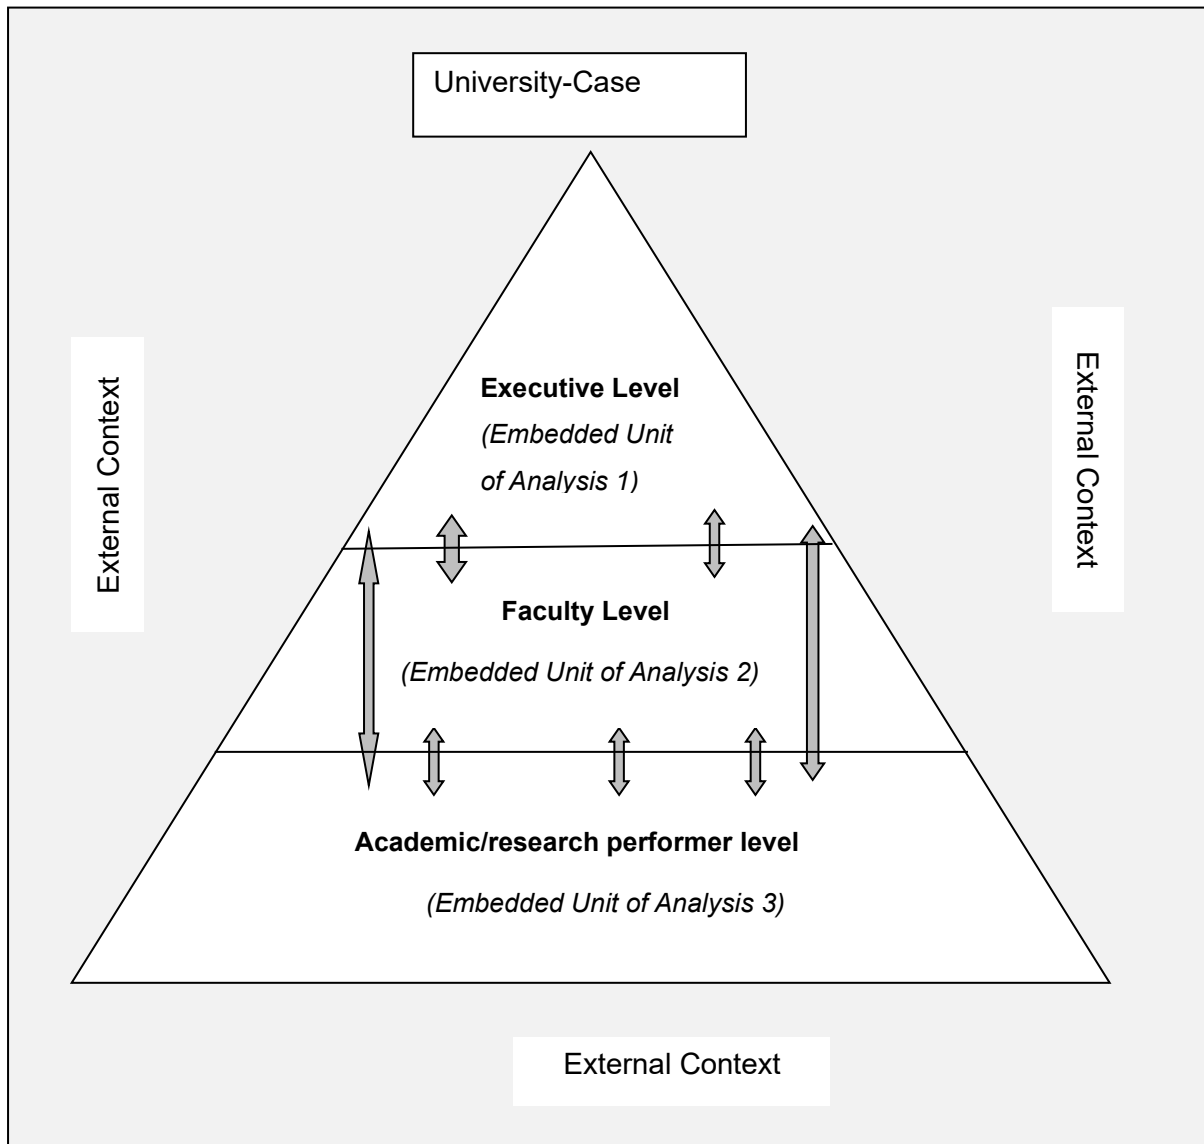 University-Case
External Context
External Context
Executive Level
(Embedded Unit
of Analysis 1)
Faculty Level
(Embedded Unit of Analysis 2)
Academic/research performer level
(Embedded Unit of Analysis 3)
External Context